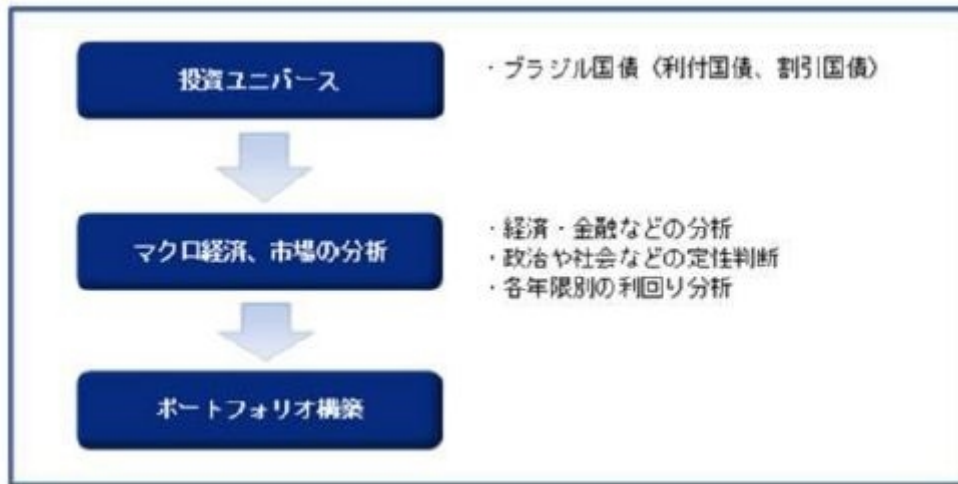 投資ユニバース
・ブラジル国債（利付国債、割引国債）
マクロ経済、市場の分析
・経済・金融などの分析
・政治や社会などの定性判断
・各年限別の利回り分析
ポートフォリオ構築